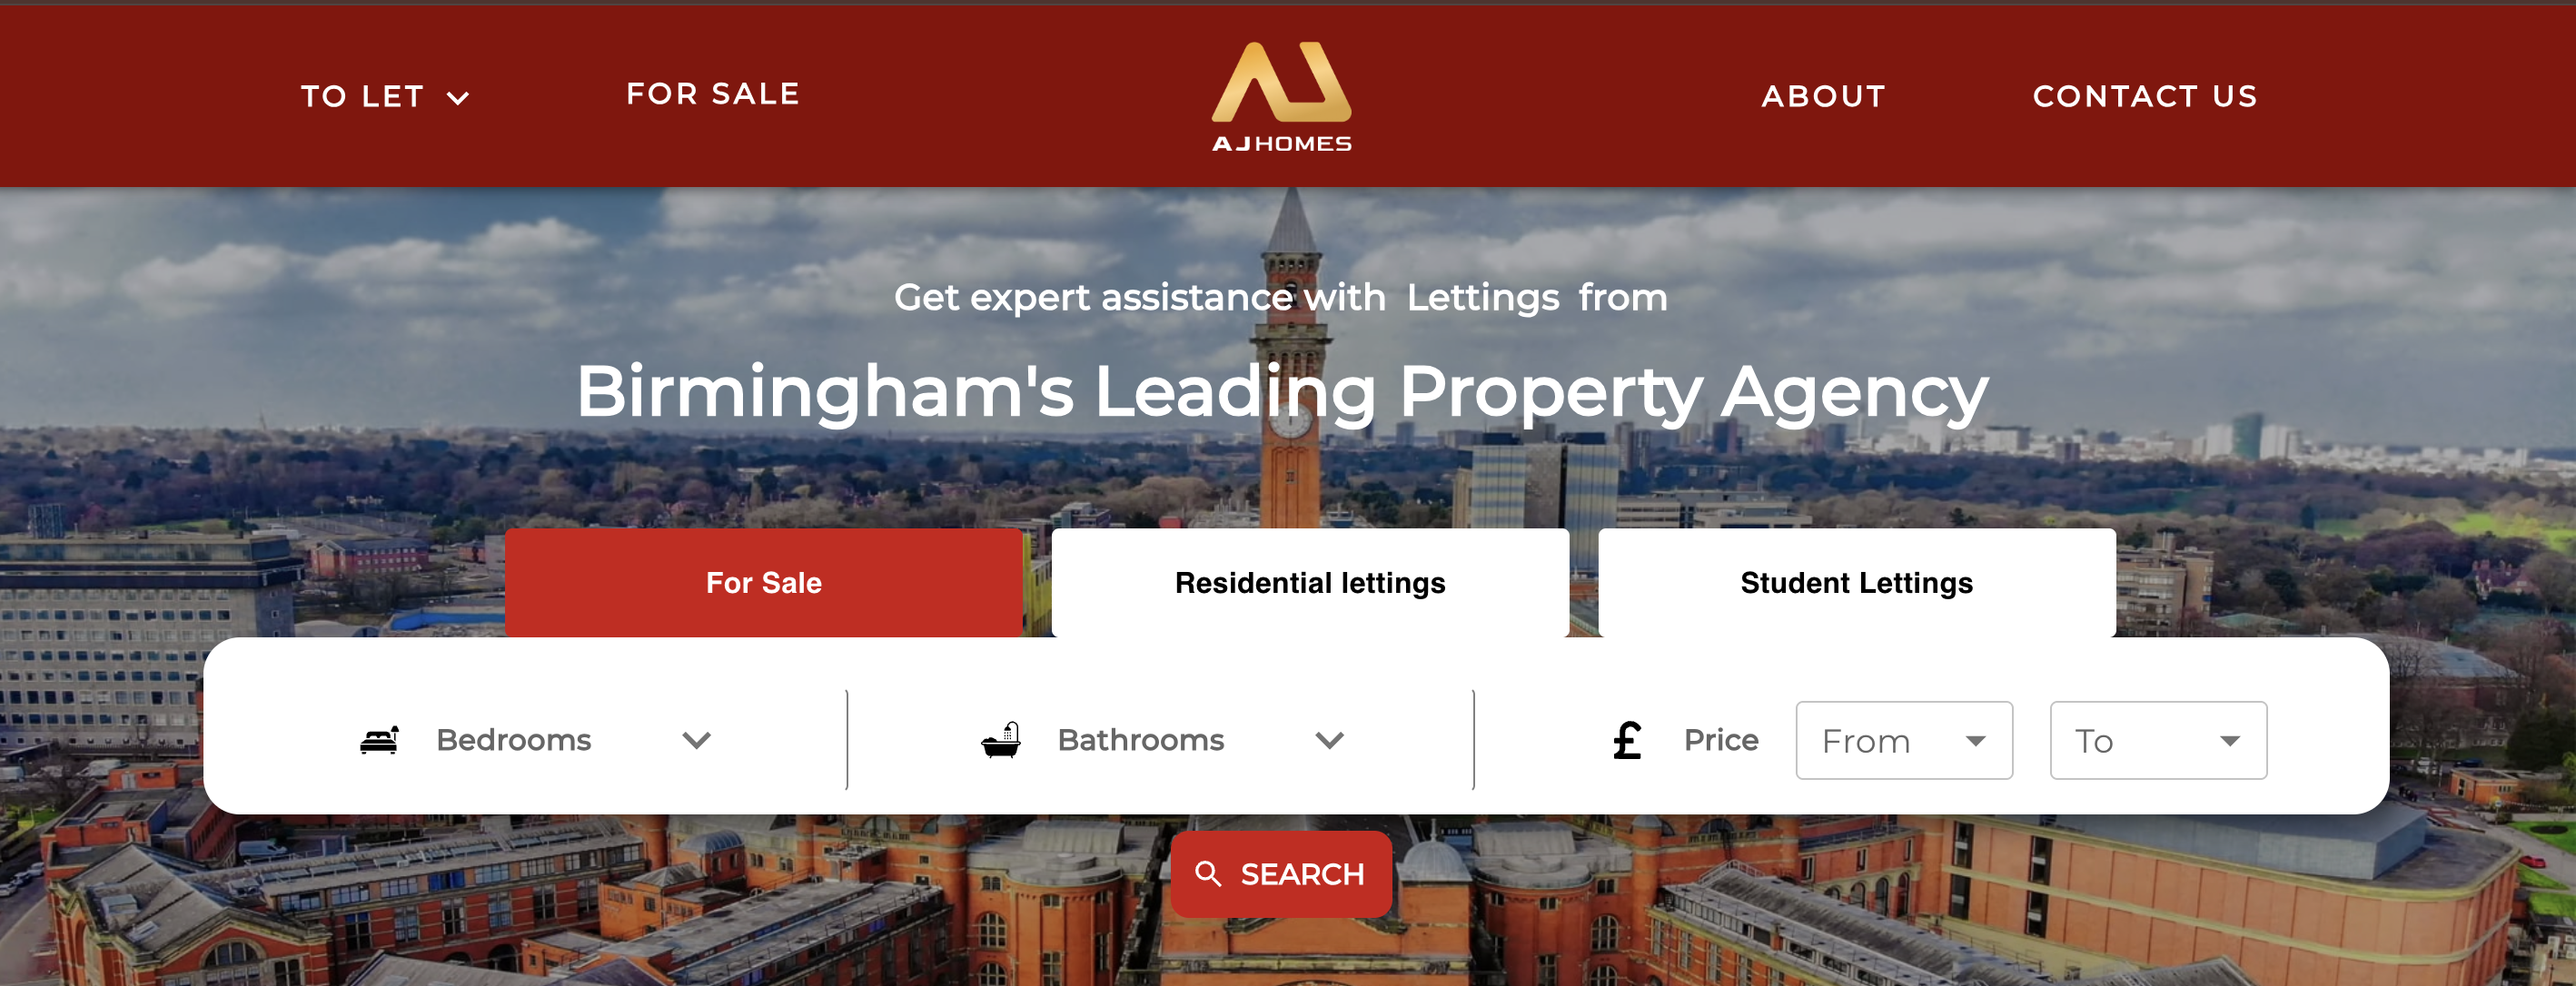 TO LET
FOR SALE
AJHOMES
ABOUT
CONTACT US
Get expert assistance with Lettings from
Birmingham's Leading Property Agency
For Sale
Residential lettings
Student Lettings
Bedrooms
Bathrooms
£ Price
From
To
SEARCH